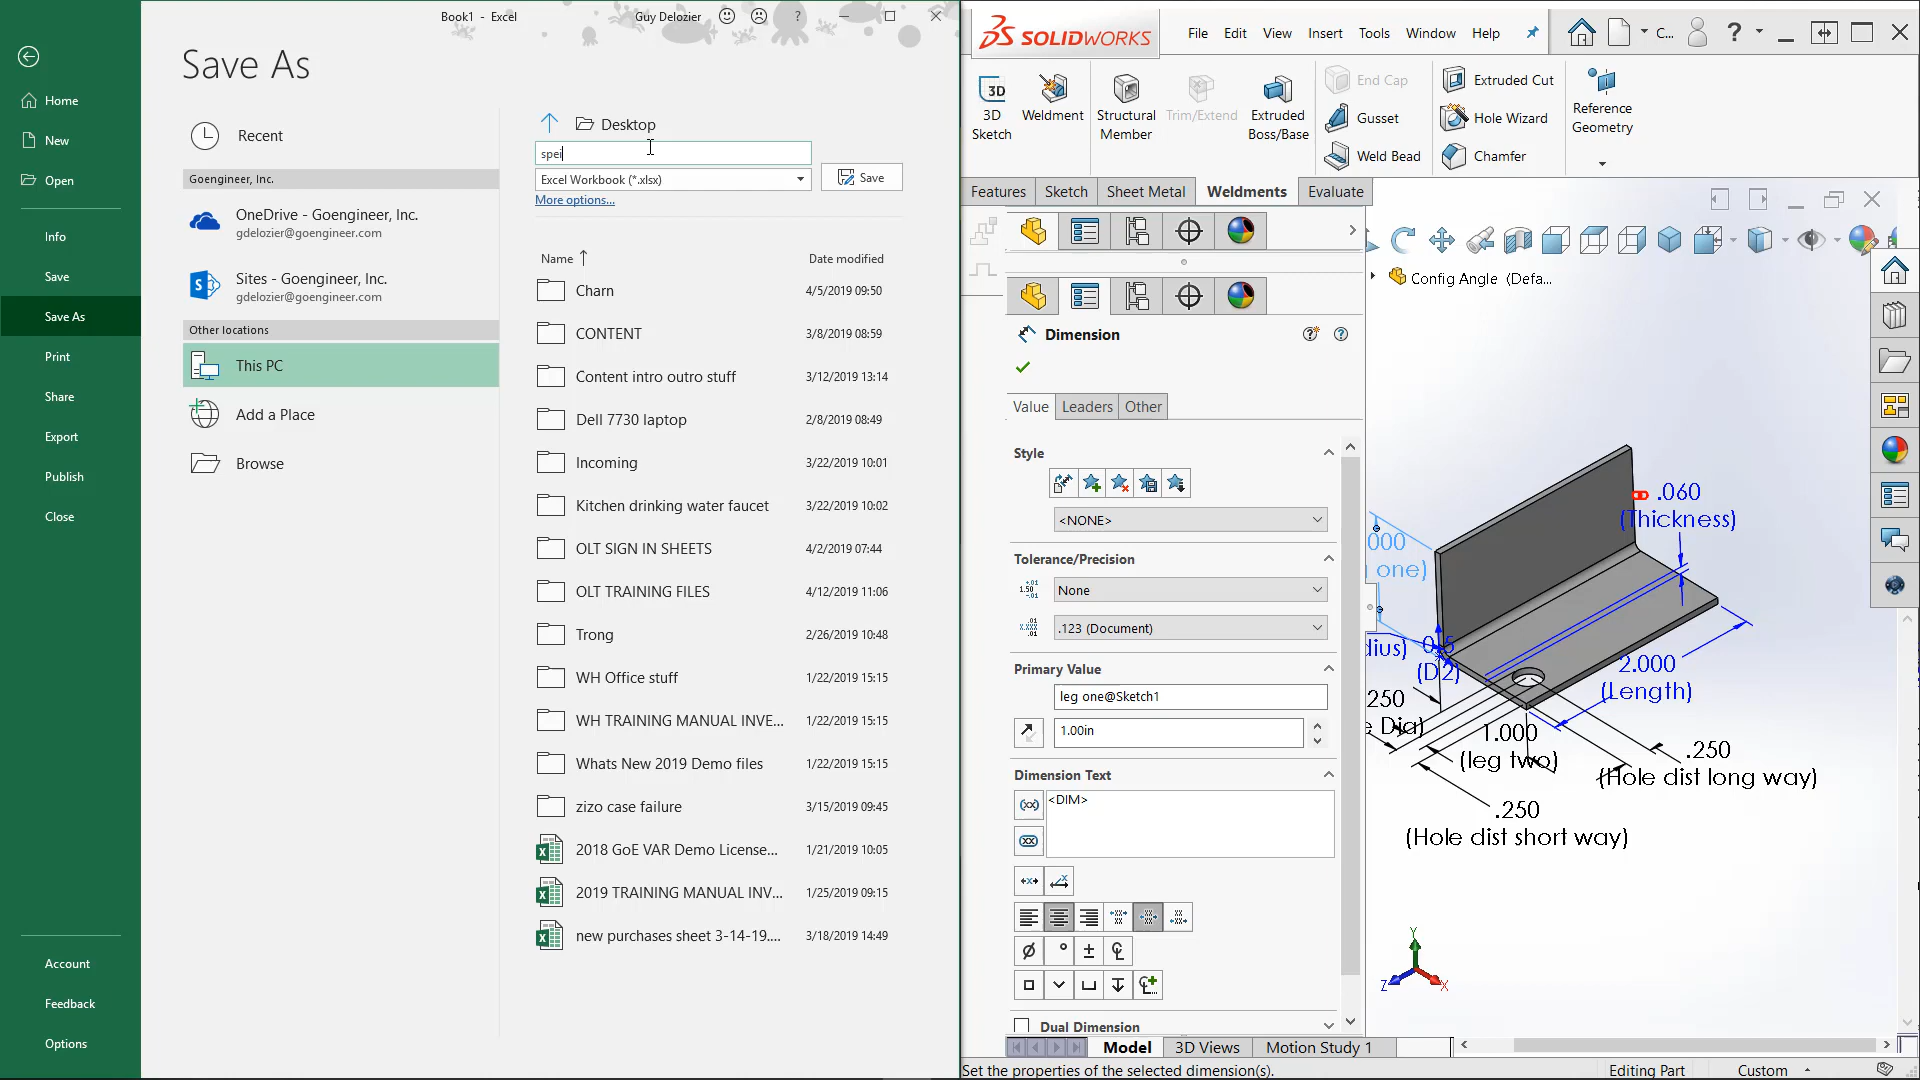 Book1 - Excel
Guy Delozier
?
Save As
Home
New
Open
Info
Save
Save As
Print
Share
Export
Publish
Close
Account
Feedback
Options
Recent
Goengineer, Inc.
OneDrive - Goengineer, Inc.
gdelozier@goengineer.com
Sites - Goengineer, Inc.
gdelozier@goengineer.com
Other locations
This PC
Add a Place
Browse
Desktop
spei
Excel Workbook (*.xlsx)
Save
More options...
Name
Date modified
Charn 4/5/2019 09:50
CONTENT 3/8/2019 08:59
Content intro outro stuff 3/12/2019 13:14
Dell 7730 laptop 2/8/2019 08:49
Incoming 3/22/2019 10:01
Kitchen drinking water faucet 3/22/2019 10:02
OLT SIGN IN SHEETS 4/2/2019 07:44
OLT TRAINING FILES 4/12/2019 11:06
Trong 2/26/2019 10:48
WH Office stuff 1/22/2019 15:15
WH TRAINING MANUAL INVE... 1/22/2019 15:15
Whats New 2019 Demo files 1/22/2019 15:15
zizo case failure 3/15/2019 09:45
2018 GoE VAR Demo License... 1/21/2019 10:05
2019 TRAINING MANUAL INV... 1/25/2019 09:15
new purchases sheet 3-14-19.... 3/18/2019 14:49
SOLIDWORKS
File Edit View Insert Tools Window Help
C...
?
3D Sketch
Weldment
Structural Member
Trim/Extend
Extruded Boss/Base
End Cap
Gusset
Weld Bead
Extruded Cut
Hole Wizard
Chamfer
Reference Geometry
Features Sketch Sheet Metal Weldments Evaluate
Config Angle (Defa...
Dimension
Value Leaders Other
Style
<NONE>
Tolerance/Precision
None
.123 (Document)
Primary Value
leg one@Sketch1
1.00in
Dimension Text
<DIM>
Dual Dimension
.060
(Thickness)
000
one)
dius)
(D2)
2.000
(Length)
250
Dia)
1.000
(leg two)
.250
(Hole dist long way)
.250
(Hole dist short way)
Y
Z
X
Model 3D Views Motion Study 1
Set the properties of the selected dimension(s).
Editing Part
Custom